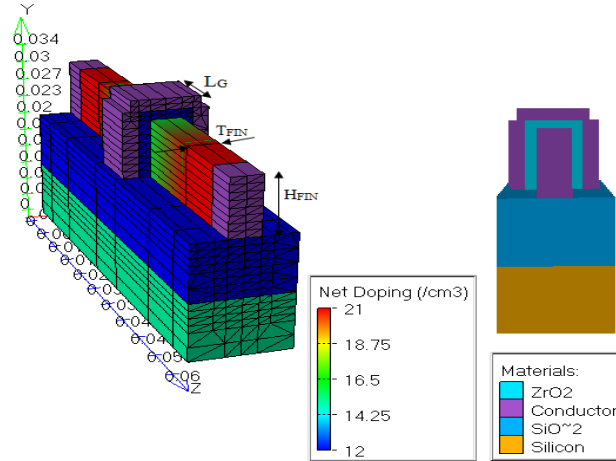 Y
0.034
0.03
0.027
0.023
0.02
LG
TFIN
HFIN
0.06
Z
Net Doping (/cm3)
21
18.75
16.5
14.25
12
Materials:
ZrO2
Conductor
SiO~2
Silicon